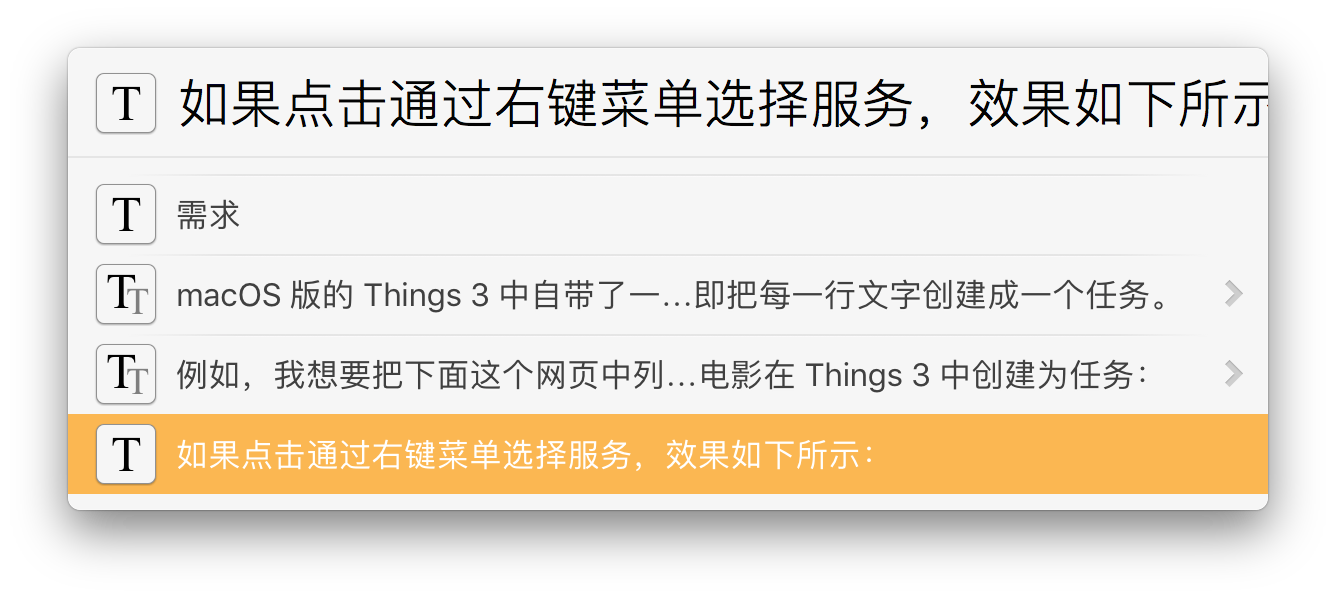 T 如果点击通过右键菜单选择服务，效果如下所示
T 需求
TT macOS 版的 Things 3 中自带了一…即把每一行文字创建成一个任务。
TT 例如，我想要把下面这个网页中列…电影在 Things 3 中创建为任务：
T 如果点击通过右键菜单选择服务，效果如下所示：